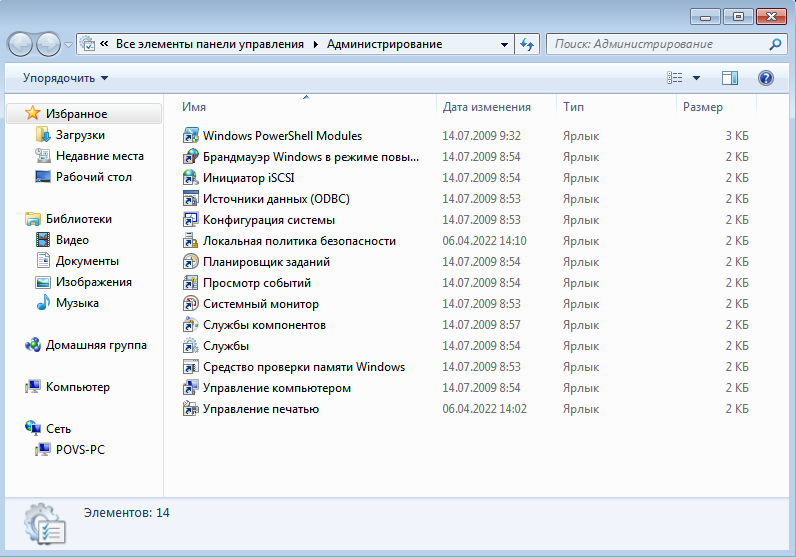 « Все элементы панели управления Администрирование
Поиск: Администрирование
Упорядочить
Избранное
Загрузки
Недавние места
Рабочий стол
Библиотеки
Видео
Документы
Изображения
Музыка
Домашняя группа
Компьютер
Сеть
POVS-PC
Имя Дата изменения Тип Размер
Windows PowerShell Modules 14.07.2009 9:32 Ярлык 3 КБ
Брандмауэр Windows в режиме повы... 14.07.2009 8:54 Ярлык 2 КБ
Инициатор iSCSI 14.07.2009 8:54 Ярлык 2 КБ
Источники данных (ODBC) 14.07.2009 8:53 Ярлык 2 КБ
Конфигурация системы 14.07.2009 8:53 Ярлык 2 КБ
Локальная политика безопасности 06.04.2022 14:10 Ярлык 2 КБ
Планировщик заданий 14.07.2009 8:54 Ярлык 2 КБ
Просмотр событий 14.07.2009 8:54 Ярлык 2 КБ
Системный монитор 14.07.2009 8:53 Ярлык 2 КБ
Службы компонентов 14.07.2009 8:57 Ярлык 2 КБ
Службы 14.07.2009 8:54 Ярлык 2 КБ
Средство проверки памяти Windows 14.07.2009 8:53 Ярлык 2 КБ
Управление компьютером 14.07.2009 8:54 Ярлык 2 КБ
Управление печатью 06.04.2022 14:02 Ярлык 2 КБ
Элементов: 14